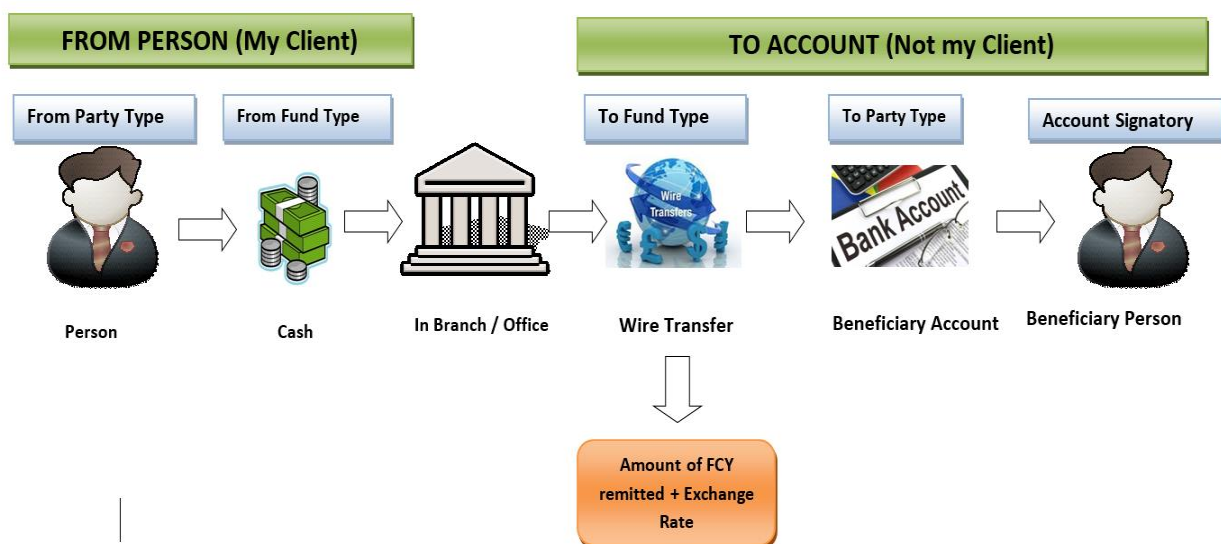 FROM PERSON (My Client)
TO ACCOUNT (Not my Client)
From Party Type
From Fund Type
To Fund Type
To Party Type
Account Signatory
Wire
Transfers
Bank Account
Person
Cash
In Branch / Office
Wire Transfer
Beneficiary Account
Beneficiary Person
Amount of FCY
remitted + Exchange
Rate